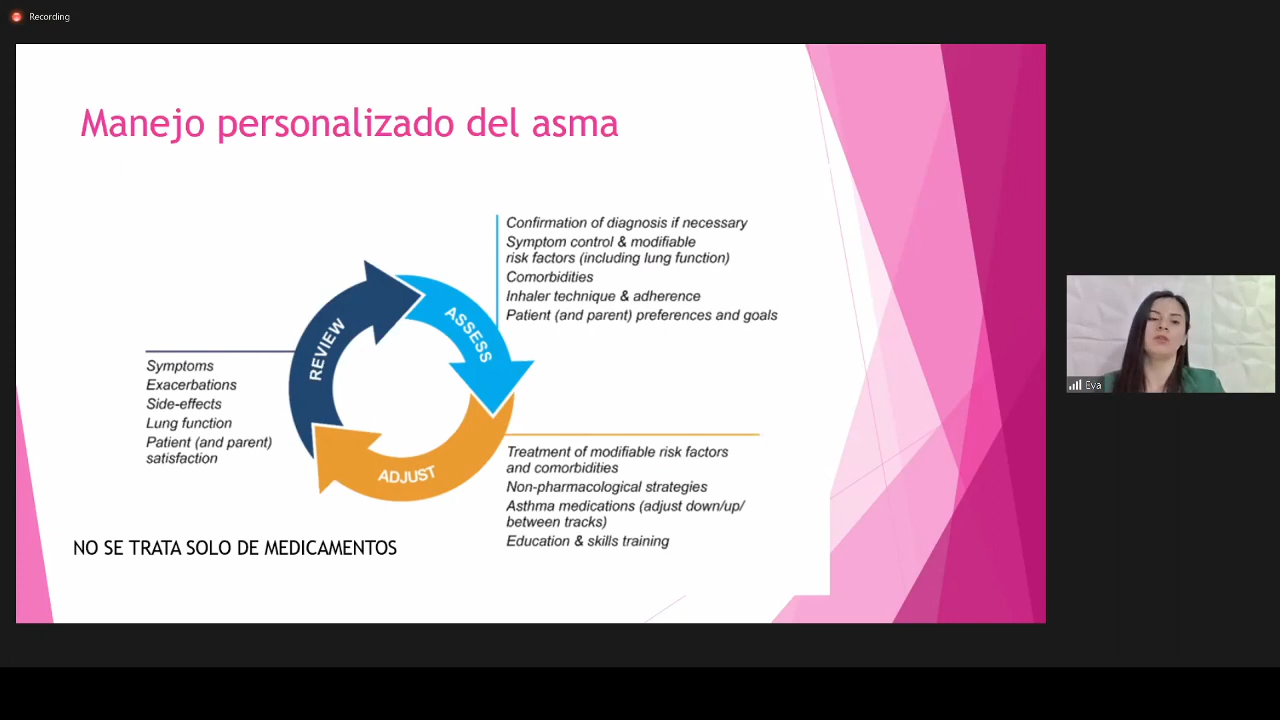 Recording
Manejo personalizado del asma
Confirmation of diagnosis if necessary
Symptom control & modifiable
risk factors (including lung function)
Comorbidities
Inhaler technique & adherence
Patient (and parent) preferences and goals
ASSESS
REVIEW
Symptoms
Exacerbations
Side-effects
Lung function
Patient (and parent)
satisfaction
ADJUST
Treatment of modifiable risk factors
and comorbidities
Non-pharmacological strategies
Asthma medications (adjust down/up/
between tracks)
Education & skills training
NO SE TRATA SOLO DE MEDICAMENTOS
Eva